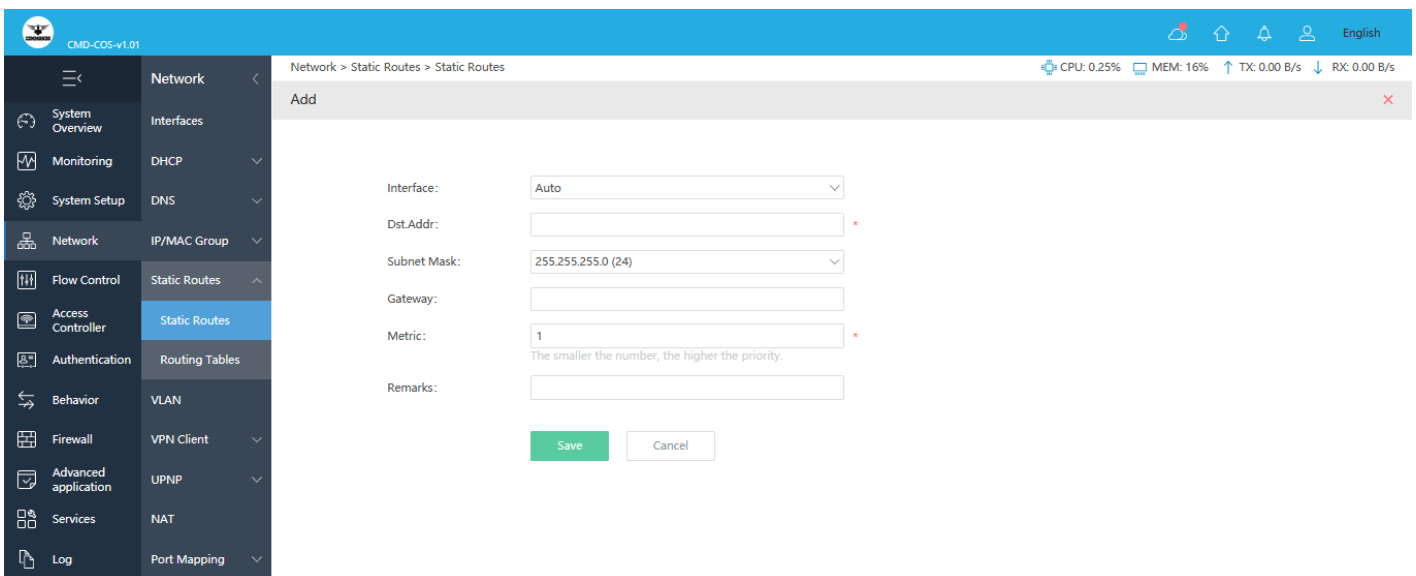 CMD-COS-v1.01
English
Network > Static Routes > Static Routes
CPU: 0.25% MEM: 16% TX: 0.00 B/s RX: 0.00 B/s
System Overview
Monitoring
System Setup
Network
Flow Control
Access Controller
Authentication
Behavior
Firewall
Advanced application
Services
Log
Network
Interfaces
DHCP
DNS
IP/MAC Group
Static Routes
Static Routes
Routing Tables
VLAN
VPN Client
UPNP
NAT
Port Mapping
Add
Interface: Auto
Dst.Addr: *
Subnet Mask: 255.255.255.0 (24)
Gateway:
Metric: 1 *
The smaller the number, the higher the priority.
Remarks:
Save Cancel